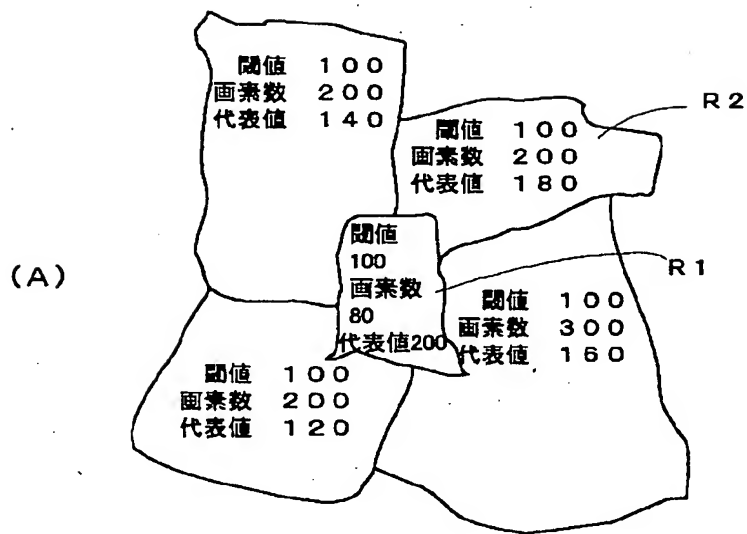 閾値 100
画素数 200
代表値 140
R2
閾値 100
画素数 200
代表値 180
(A)
閾値
100
画素数
80
代表値200
R1
閾値 100
画素数 300
代表値 160
閾値 100
画素数 200
代表値 120